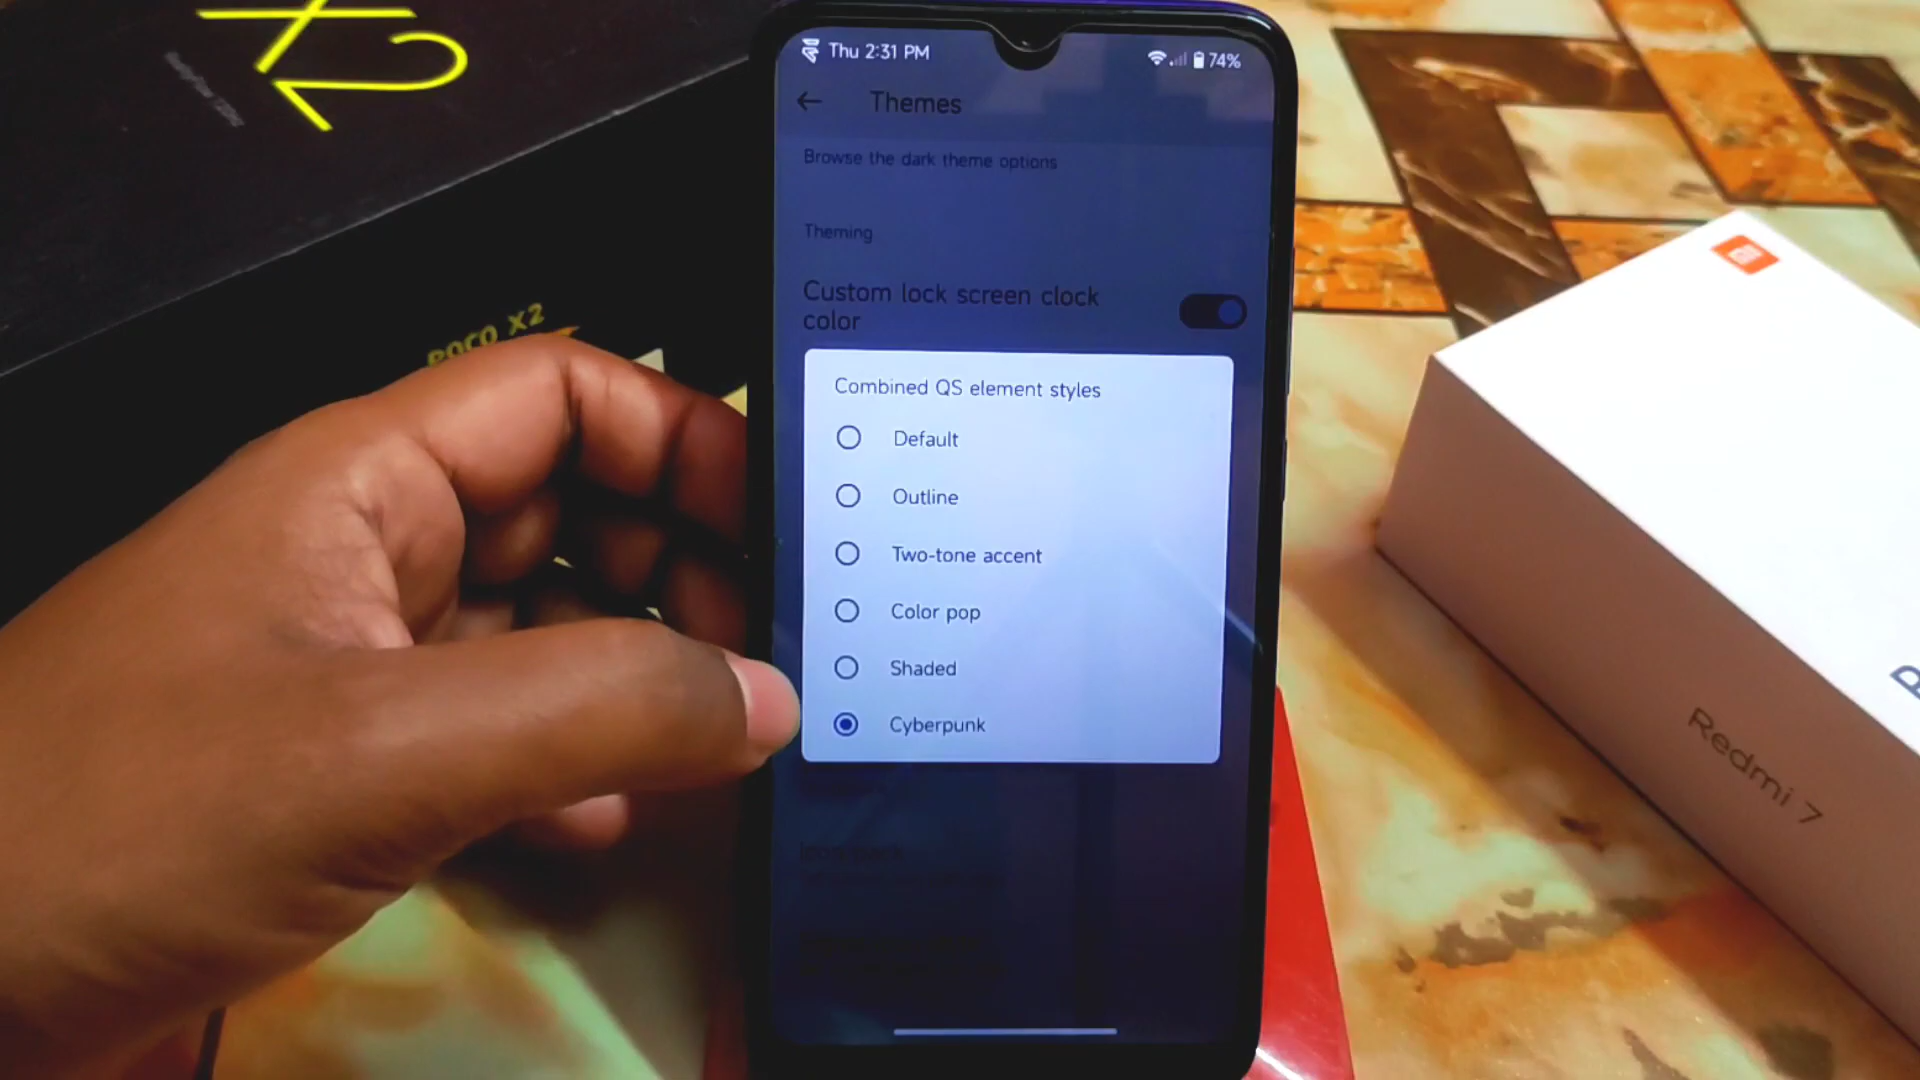 X2
POCO X2
Thu 2:31 PM
74%
Themes
Browse the dark theme options
Theming
Custom lock screen clock
color
Combined QS element styles
Default
Outline
Two-tone accent
Color pop
Shaded
Cyberpunk
Redmi 7